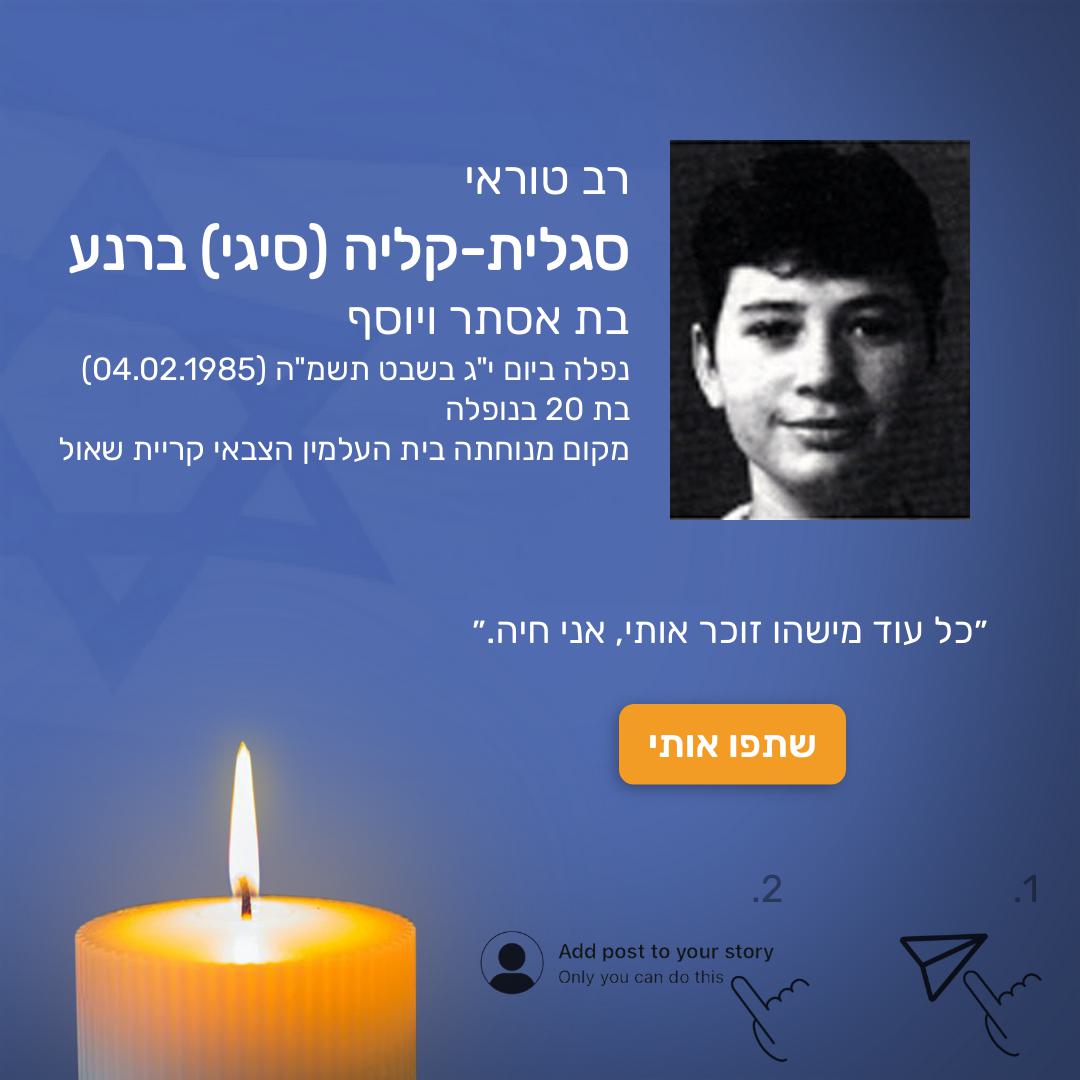 רב טוראי
סגלית-קליה (סיגי) ברנע
בת אסתר ויוסף
נפלה ביום י"ג בשבט תשמ"ה (04.02.1985)
בת 20 בנופלה
מקום מנוחתה בית העלמין הצבאי קריית שאול
״כל עוד מישהו זוכר אותי, אני חיה.״
שתפו אותי
.1
.2
Add post to your story
Only you can do this